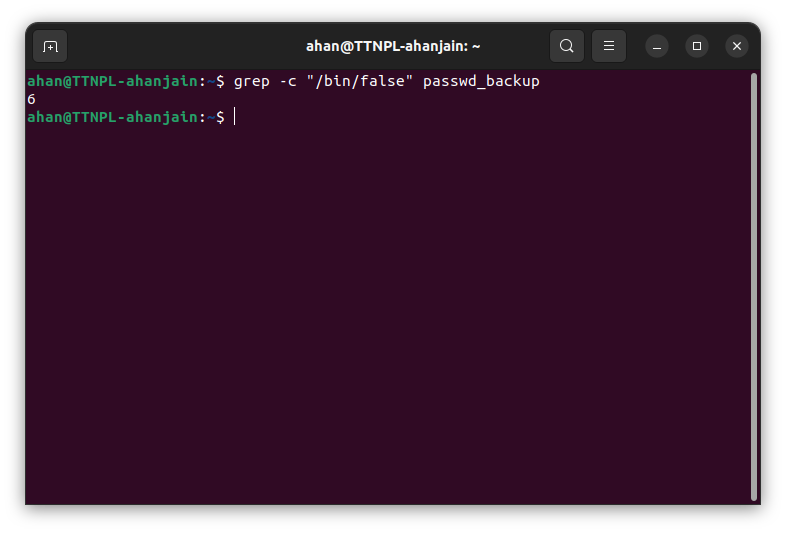 ahan@TTNPL-ahanjain: ~
ahan@TTNPL-ahanjain:~$ grep -c "/bin/false" passwd_backup
6
ahan@TTNPL-ahanjain:~$